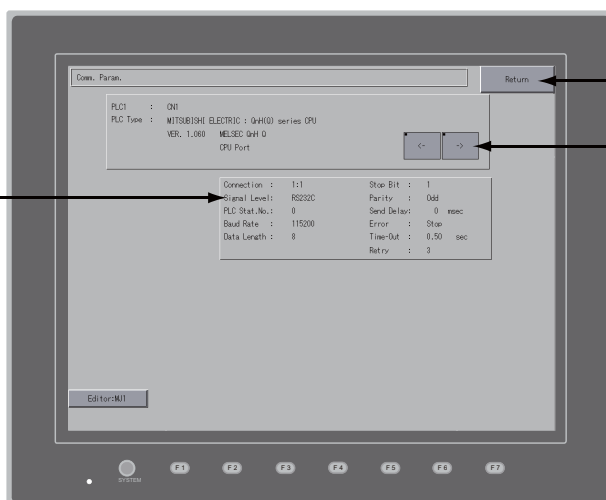 Comm. Param.
Return
PLC1 : CN1
PLC Type : MITSUBISHI ELECTRIC : QnH(Q) series CPU
VER. 1.060 MELSEC QnH Q
CPU Port
<- ->
Connection : 1:1 Stop Bit : 1
Signal Level: RS232C Parity : Odd
PLC Stat.No.: 0 Send Delay: 0 msec
Baud Rate : 115200 Error : Stop
Data Length : 8 Time-Out : 0.50 sec
Retry : 3
Editor:MJ1
SYSTEM F1 F2 F3 F4 F5 F6 F7